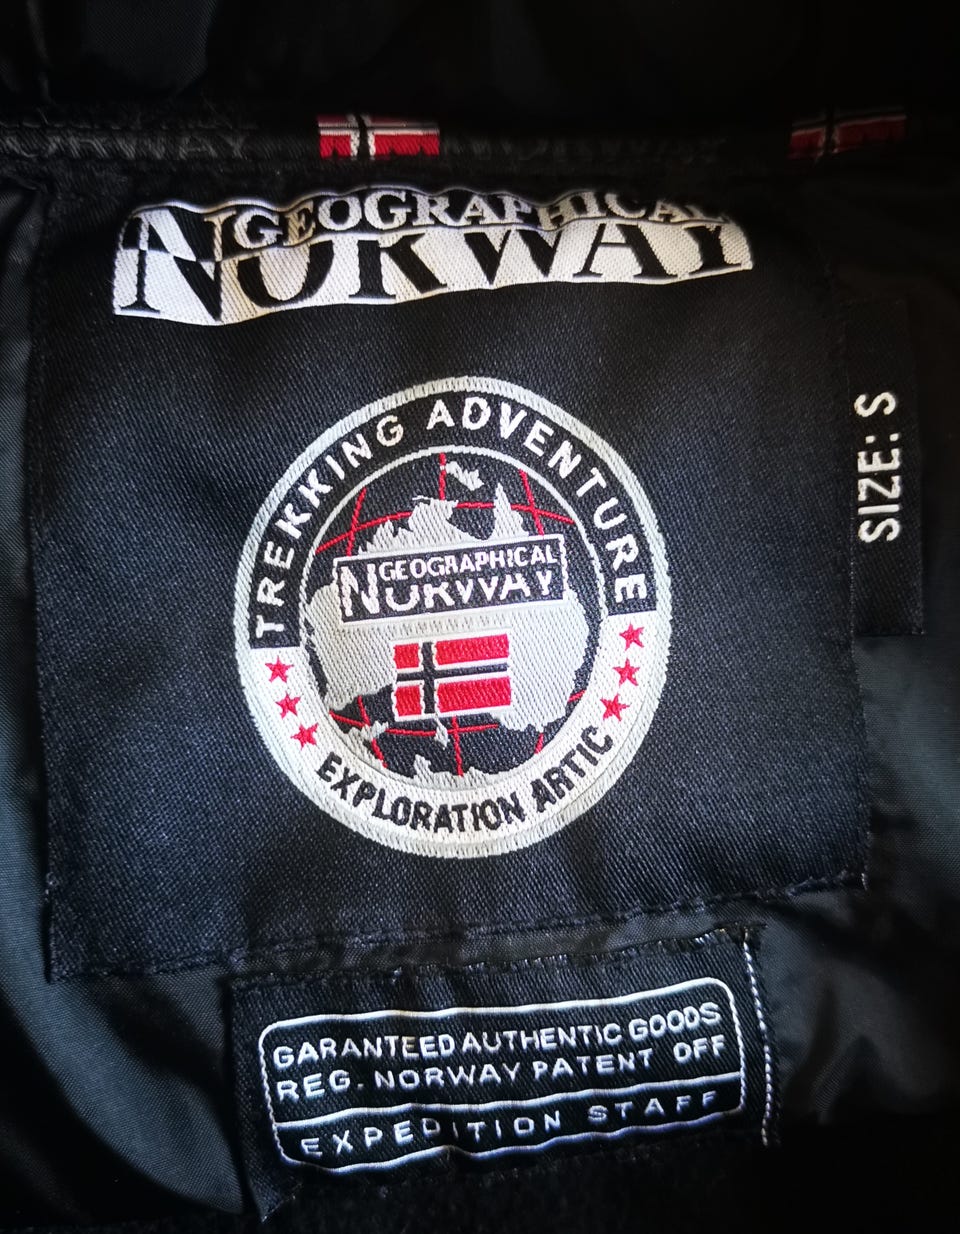 NORWAY
GEOGRAPHICAL
NORWAY
SIZE: S
TREKKING ADVENTURE
GEOGRAPHICAL
NORWAY
EXPLORATION ARTIC
GARANTEED AUTHENTIC GOODS
REG. NORWAY PATENT OFF
EXPEDITION STAFF